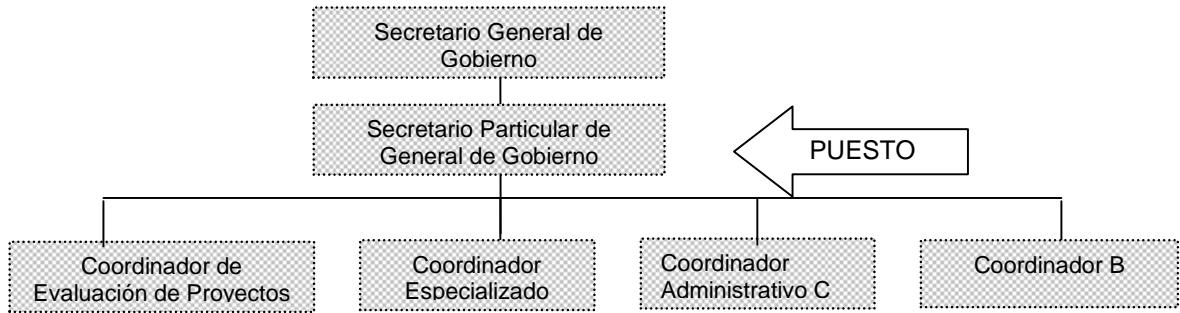 Secretario General de
Gobierno
Secretario Particular de
General de Gobierno
PUESTO
Coordinador de
Evaluación de Proyectos
Coordinador
Especializado
Coordinador
Administrativo C
Coordinador B